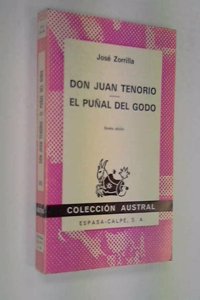 José Zorrilla
DON JUAN TENORIO
EL PUÑAL DEL GODO
COLECCIÓN AUSTRAL
ESPASA-CALPE, S. A.